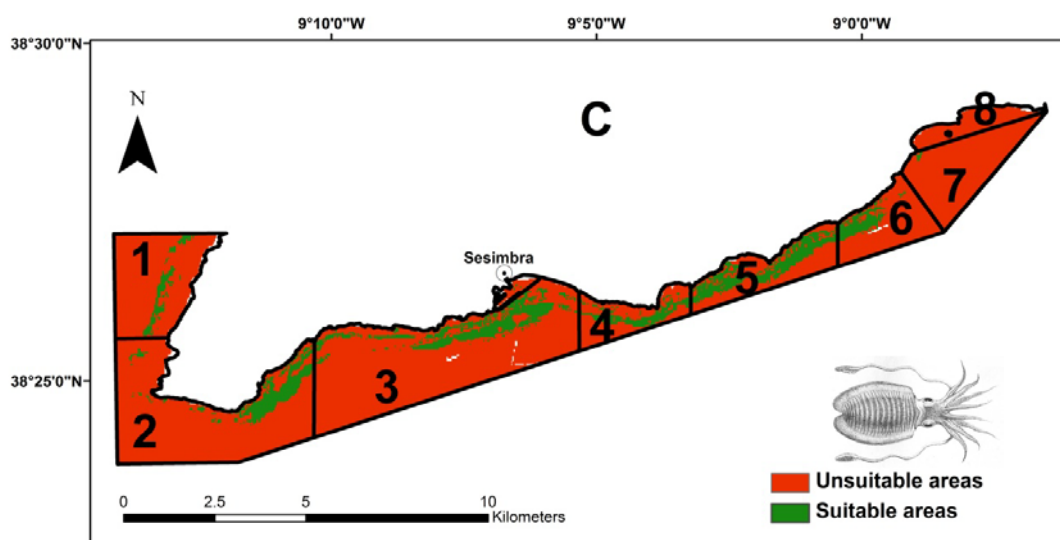 9°10'0"W 9°5'0"W 9°0'0"W
38°30'0"N
N
C
8
7
1
6
Sesimbra
5
4
38°25'0"N
3
2
0 2.5 5 10
Kilometers
Unsuitable areas
Suitable areas